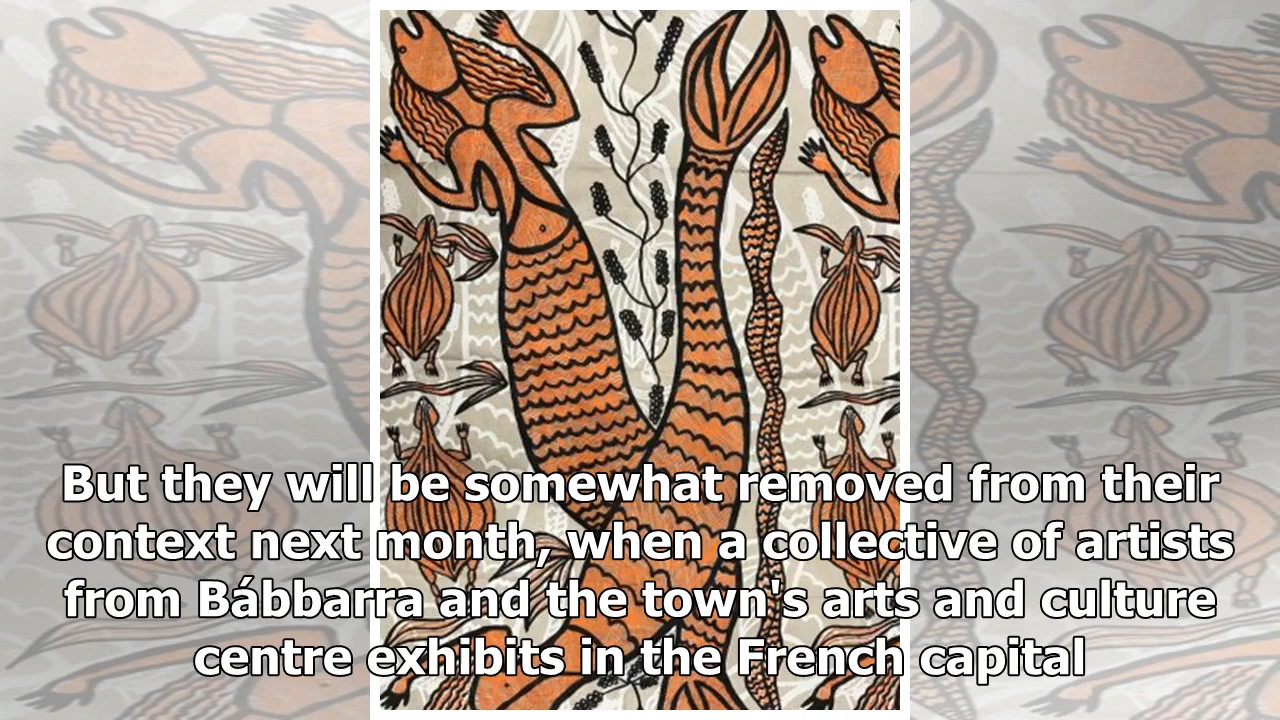 But they will be somewhat removed from their
context next month, when a collective of artists
from Bábbarra and the town's arts and culture
centre exhibits in the French capital